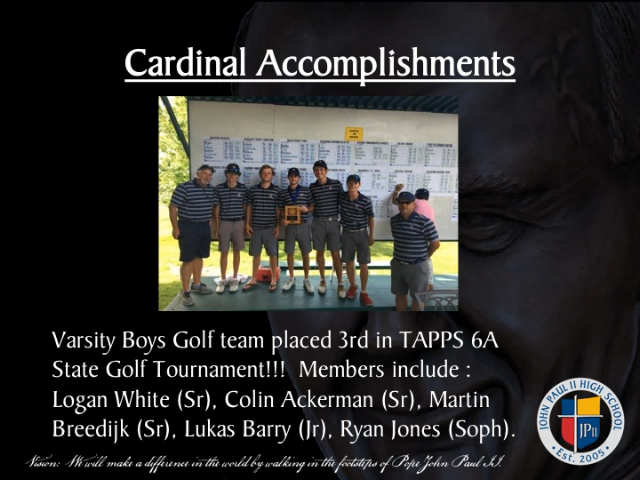 Cardinal Accomplishments
Varsity Boys Golf team placed 3rd in TAPPS 6A
State Golf Tournament!!! Members include :
Logan White (Sr), Colin Ackerman (Sr), Martin
Breedijk (Sr), Lukas Barry (Jr), Ryan Jones (Soph).
JOHN PAUL II HIGH SCHOOL
JPII
• Est. 2005 •
Vision: We will make a difference in the world by walking in the footsteps of Pope John Paul II.